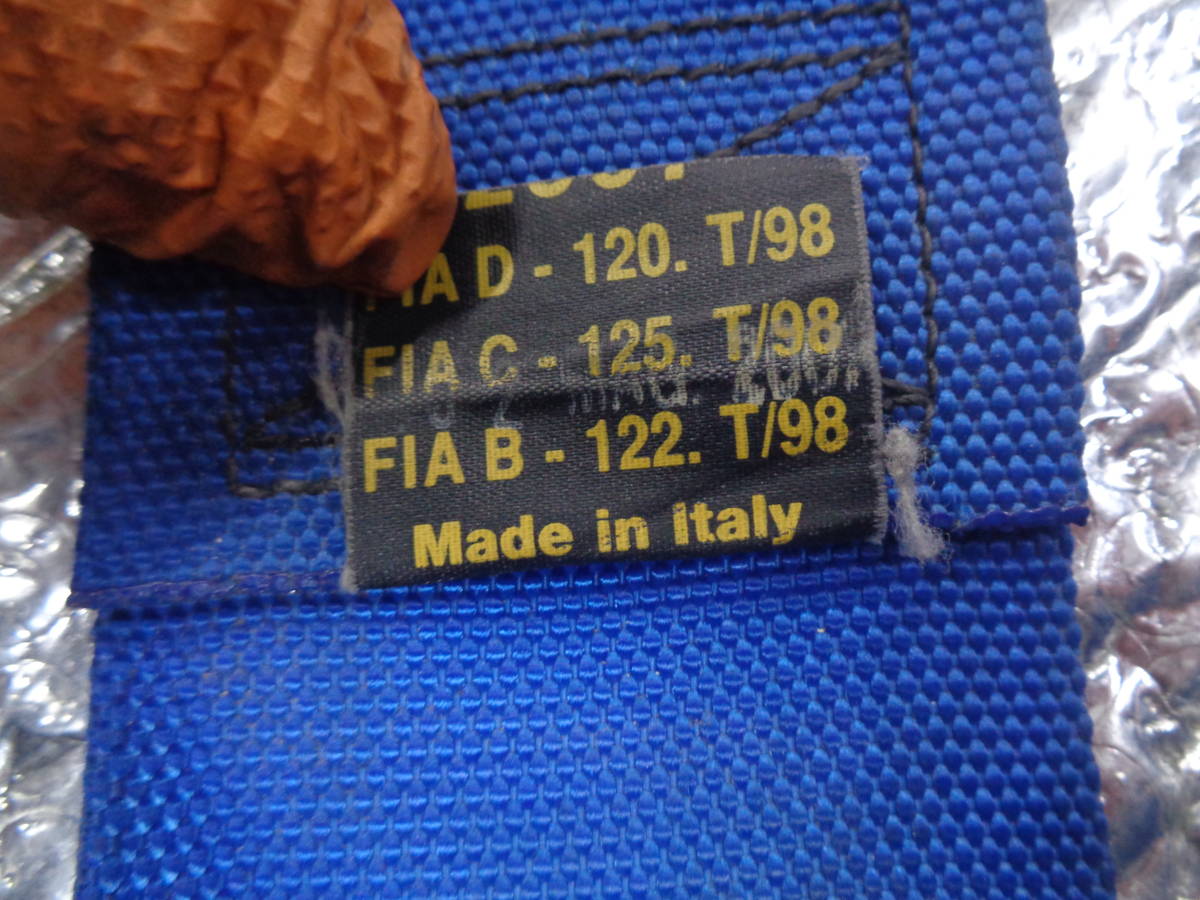 FIA D - 120. T/98
FIA C - 125. T/98
FIA B - 122. T/98
Made in Italy